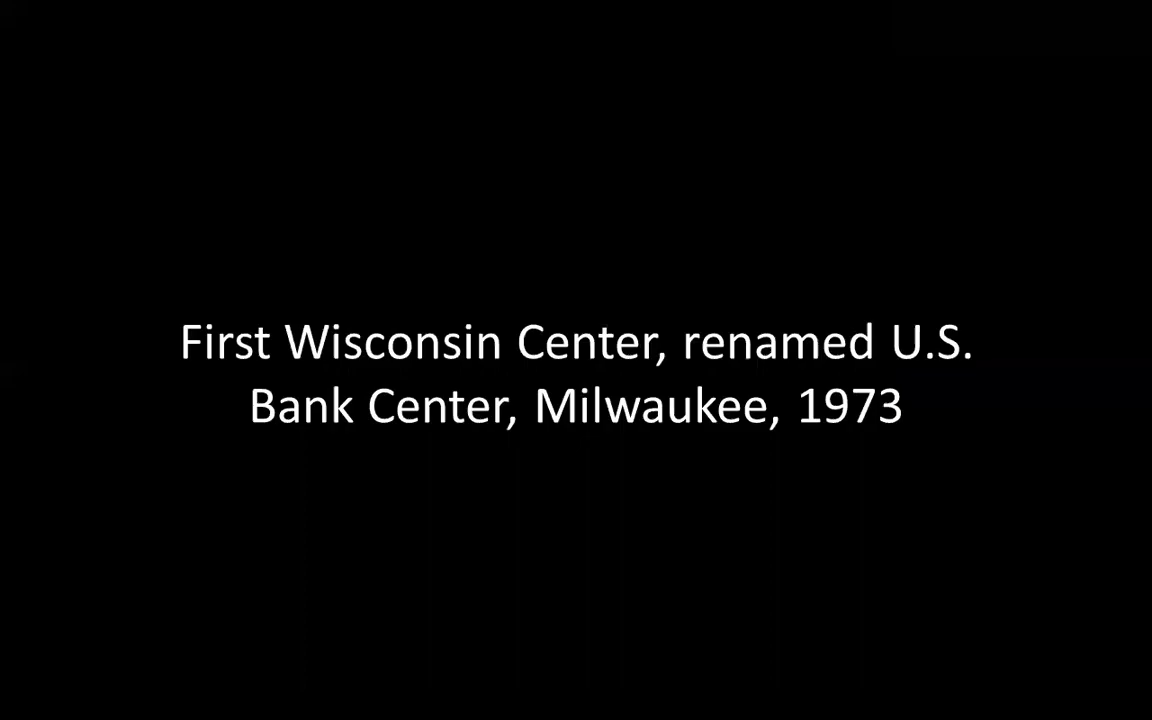 First Wisconsin Center, renamed U.S.
Bank Center, Milwaukee, 1973